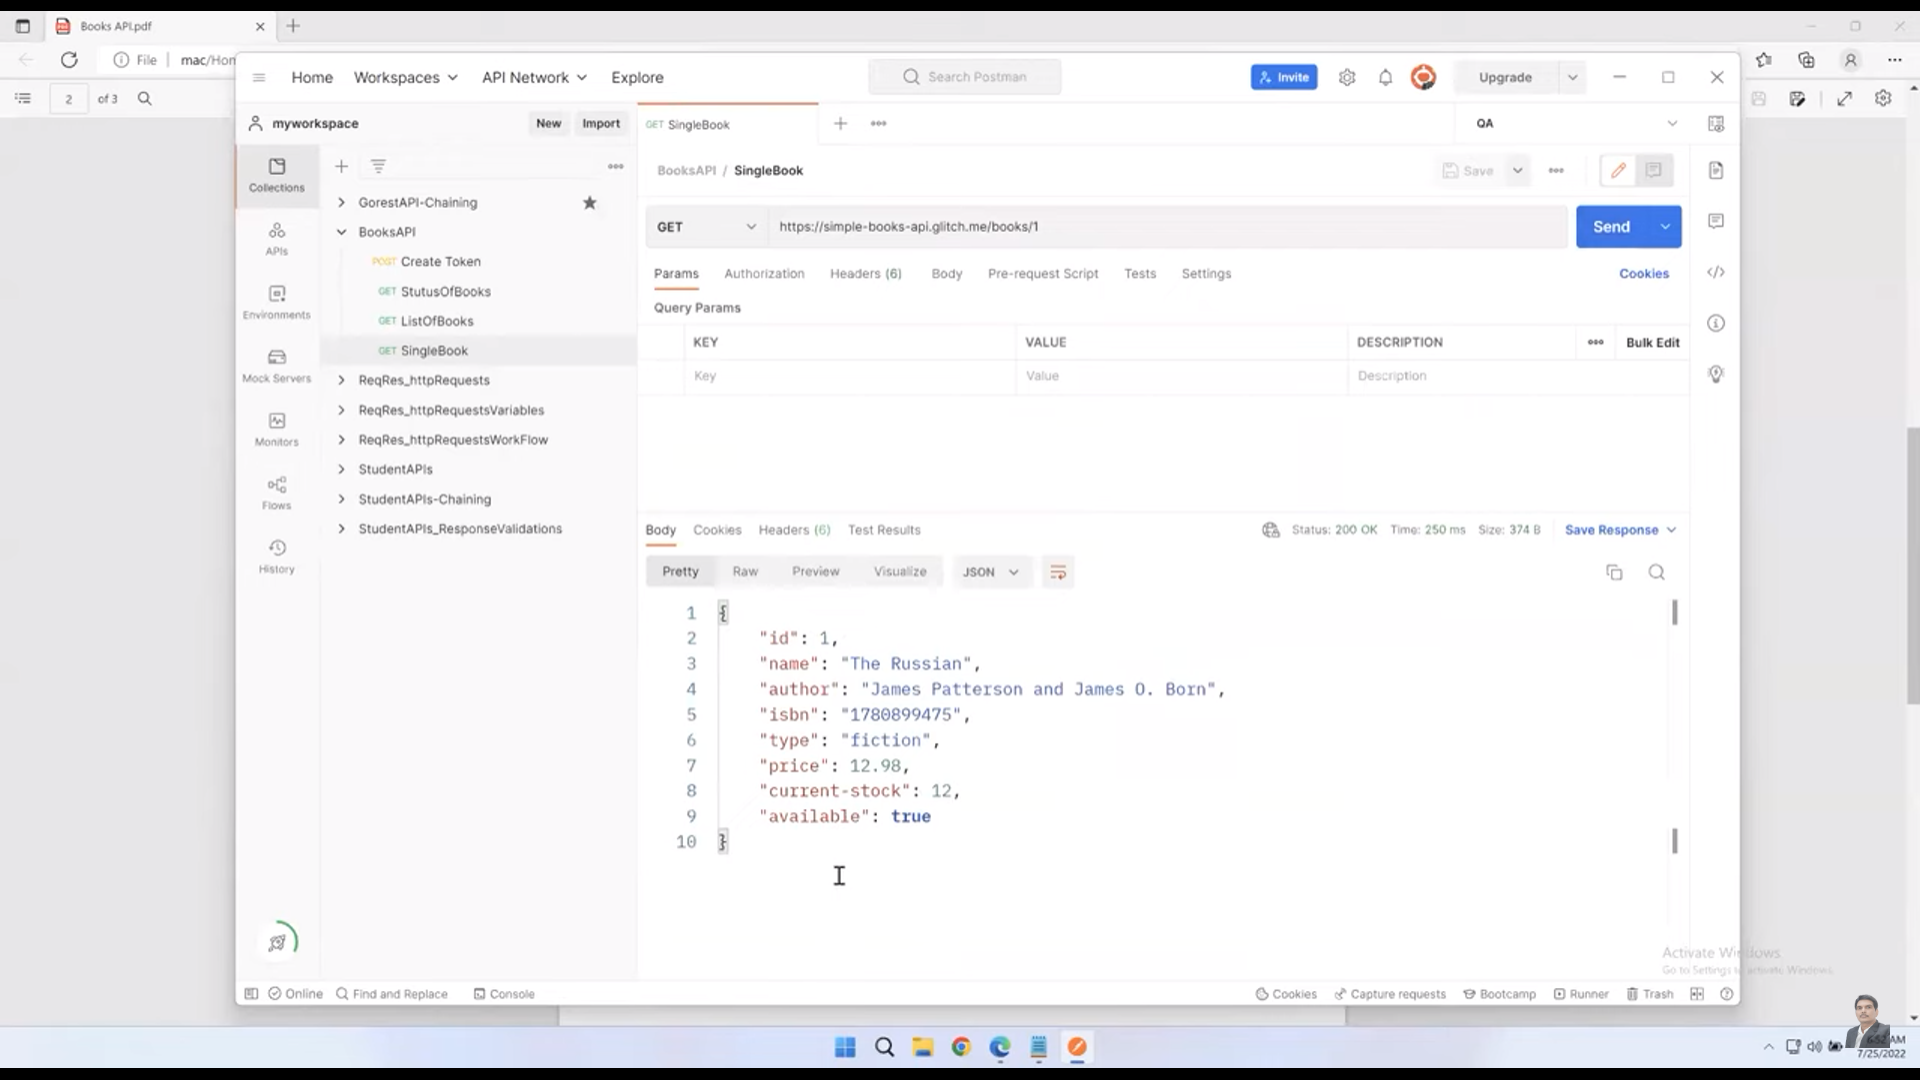 Books API.pdf
File mac/Hon
2 of 3
Home Workspaces API Network Explore Search Postman Invite Upgrade
myworkspace New Import GET SingleBook QA
BooksAPI / SingleBook Save
Collections
APIs
Environments
Mock Servers
Monitors
Flows
History
GorestAPI-Chaining
BooksAPI
POST Create Token
GET StutusOfBooks
GET ListOfBooks
GET SingleBook
ReqRes_httpRequests
ReqRes_httpRequestsVariables
ReqRes_httpRequestsWorkFlow
StudentAPIs
StudentAPIs-Chaining
StudentAPIs_ResponseValidations
GET https://simple-books-api.glitch.me/books/1 Send
Params Authorization Headers (6) Body Pre-request Script Tests Settings Cookies
Query Params
KEY VALUE DESCRIPTION Bulk Edit
Key Value Description
Body Cookies Headers (6) Test Results Status: 200 OK Time: 250 ms Size: 374 B Save Response
Pretty Raw Preview Visualize JSON
1 {
2 "id": 1,
3 "name": "The Russian",
4 "author": "James Patterson and James O. Born",
5 "isbn": "1780899475",
6 "type": "fiction",
7 "price": 12.98,
8 "current-stock": 12,
9 "available": true
10 }
Activate Windows
Go to Settings to activate Windows.
Online Find and Replace Console Cookies Capture requests Bootcamp Runner Trash
AM
7/25/2022